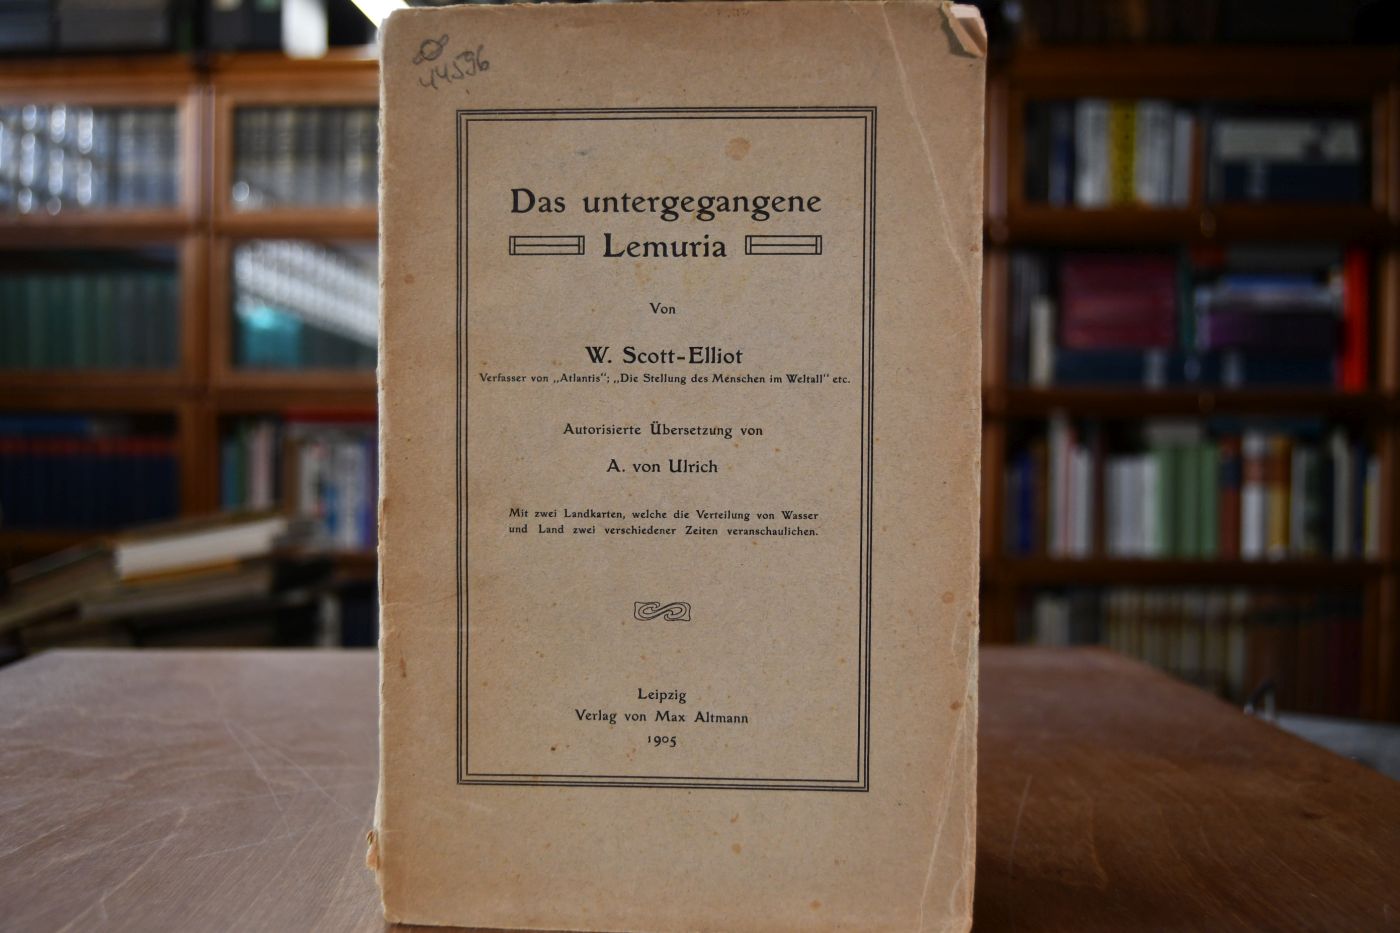 44596
Das untergegangene
Lemuria
Von
W. Scott-Elliot
Verfasser von „Atlantis“; „Die Stellung des Menschen im Weltall“ etc.
Autorisierte Übersetzung von
A. von Ulrich
Mit zwei Landkarten, welche die Verteilung von Wasser
und Land zwei verschiedener Zeiten veranschaulichen.
Leipzig
Verlag von Max Altmann
1905